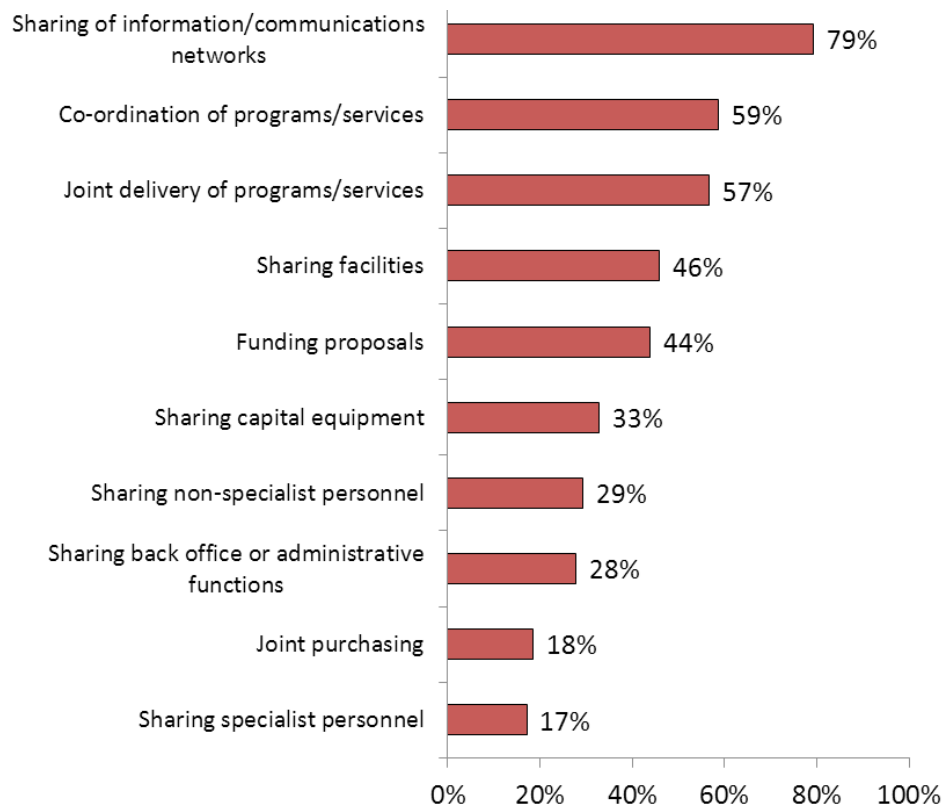 Sharing of information/communications
networks
79%
Co-ordination of programs/services
59%
Joint delivery of programs/services
57%
Sharing facilities
46%
Funding proposals
44%
Sharing capital equipment
33%
Sharing non-specialist personnel
29%
Sharing back office or administrative
functions
28%
Joint purchasing
18%
Sharing specialist personnel
17%
0% 20% 40% 60% 80% 100%